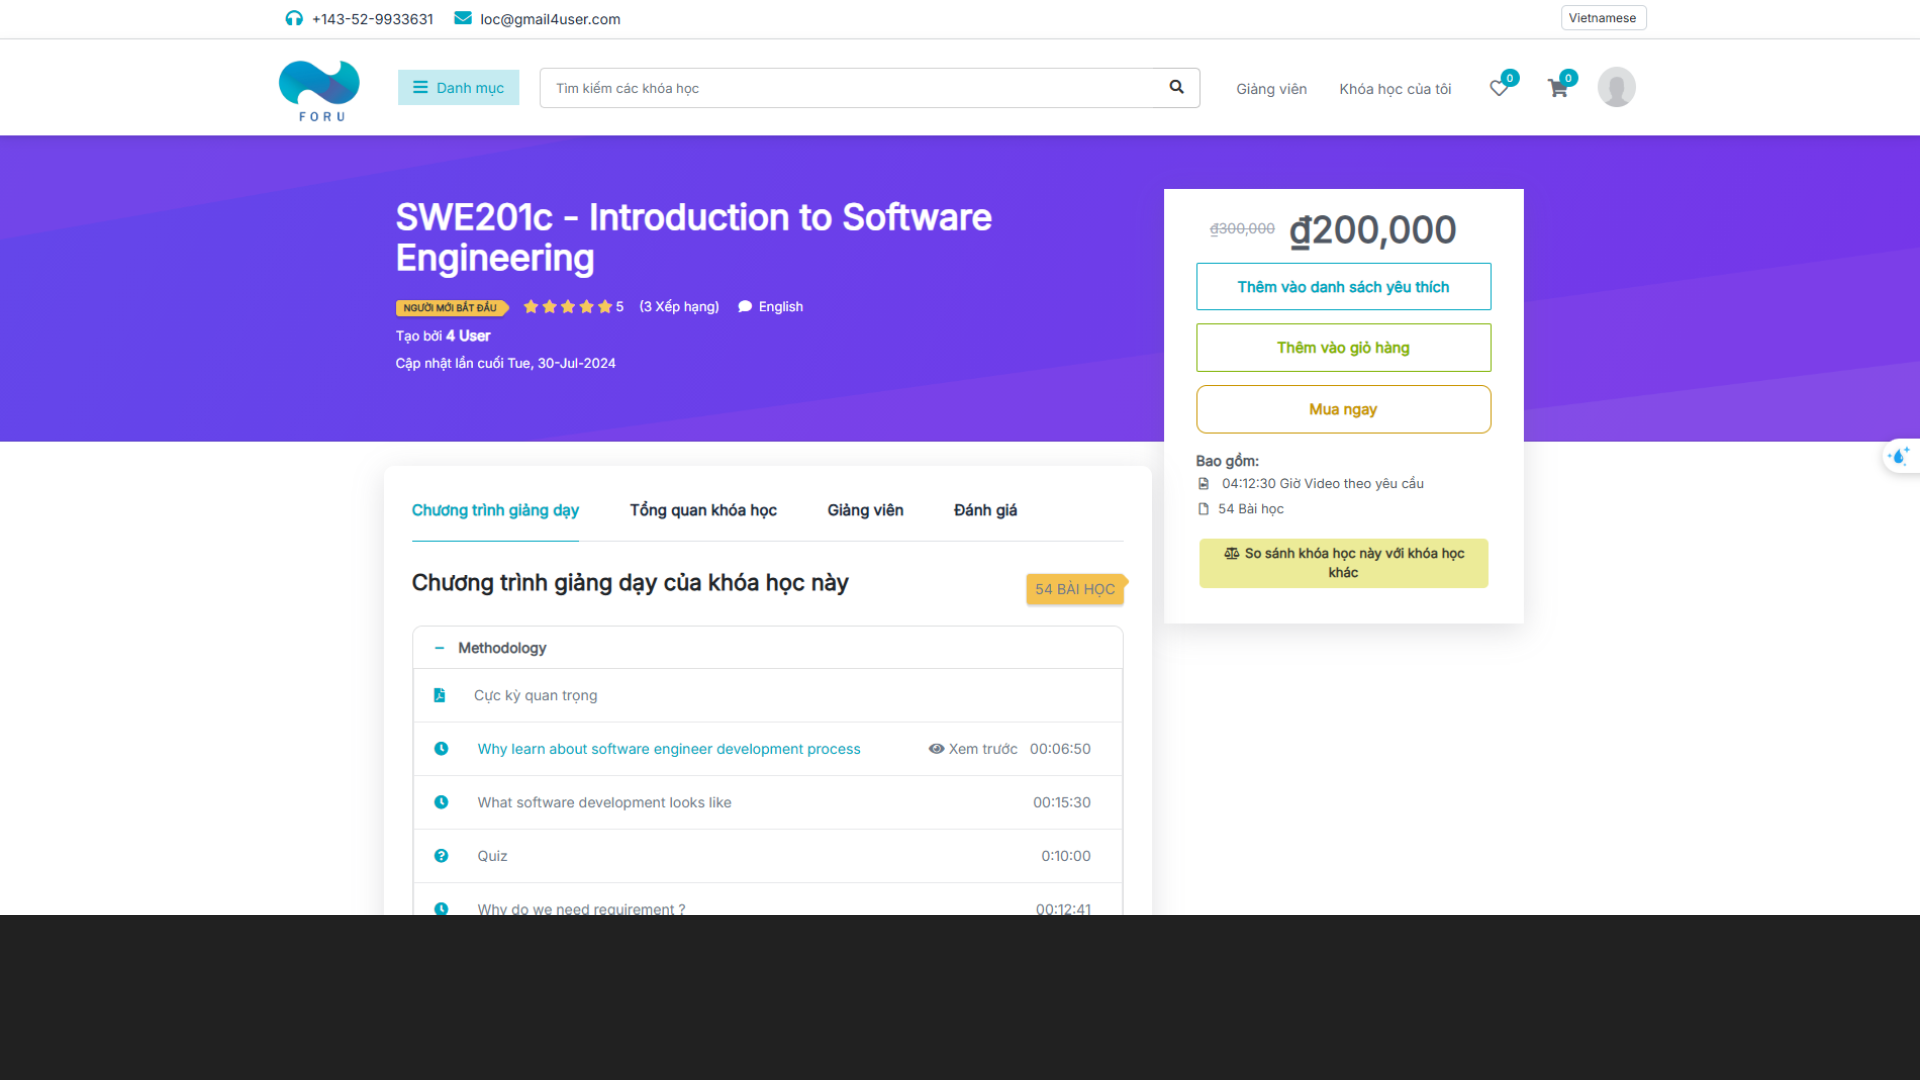 +143-52-9933631 loc@gmail4user.com Vietnamese
FORU
Danh mục
Tìm kiếm các khóa học
Giảng viên
Khóa học của tôi
0
0
SWE201c - Introduction to Software
Engineering
NGƯỜI MỚI BẮT ĐẦU 5 (3 Xếp hạng) English
Tạo bởi 4 User
Cập nhật lần cuối Tue, 30-Jul-2024
₫300,000 ₫200,000
Thêm vào danh sách yêu thích
Thêm vào giỏ hàng
Mua ngay
Bao gồm:
04:12:30 Giờ Video theo yêu cầu
54 Bài học
So sánh khóa học này với khóa học
khác
Chương trình giảng dạy Tổng quan khóa học Giảng viên Đánh giá
Chương trình giảng dạy của khóa học này
54 BÀI HỌC
Methodology
Cực kỳ quan trọng
Why learn about software engineer development process Xem trước 00:06:50
What software development looks like 00:15:30
Quiz 0:10:00
Why do we need requirement ? 00:12:41